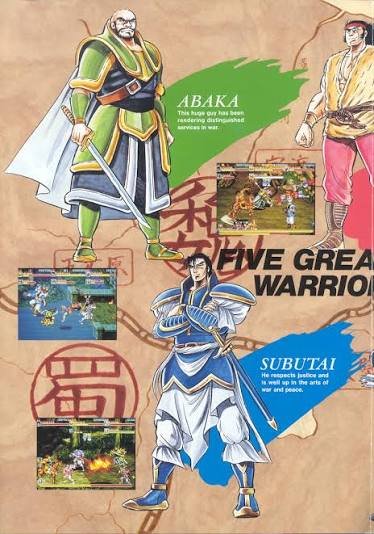 ABAKA
This huge guy has been
rendering distinguished
services in war.
FIVE GREA
WARRIO
SUBUTAI
He respects justice and
is well up in the arts of
war and peace.
蜀